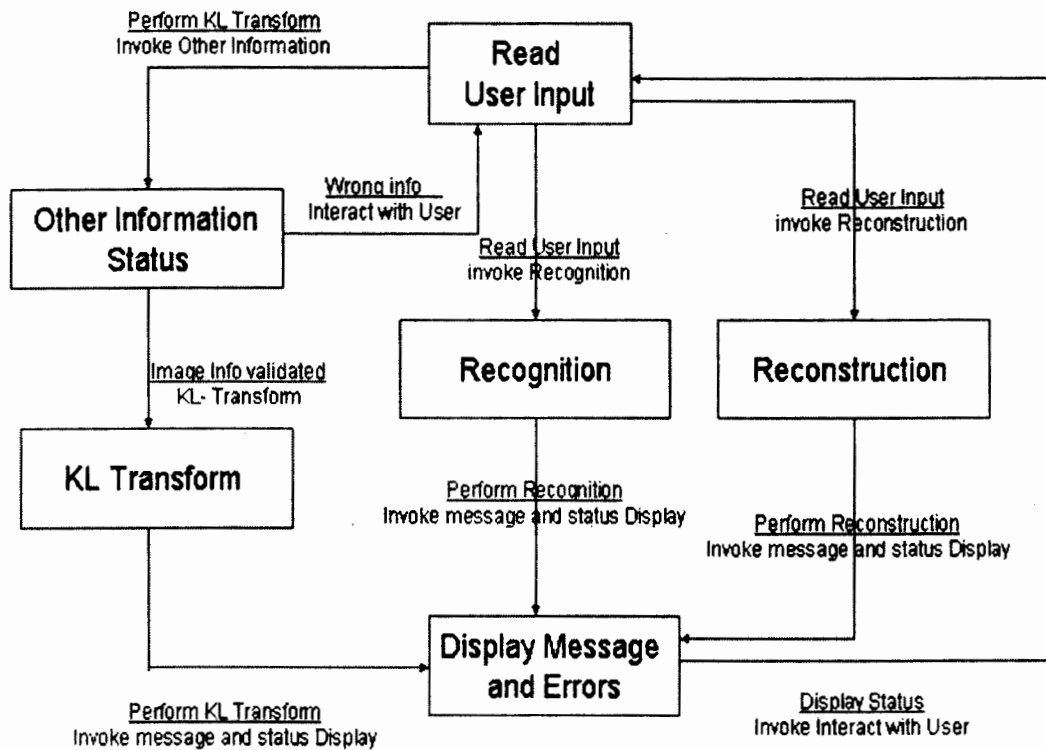 Perform KL Transform
Invoke Other Information
Read
User Input
Wrong info
Interact with User
Other Information
Status
Read User Input
invoke Reconstruction
Read User Input
invoke Recognition
Recognition
Reconstruction
Image Info validated
KL- Transform
KL Transform
Perform Recognition
Invoke message and status Display
Perform Reconstruction
Invoke message and status Display
Display Message
and Errors
Perform KL Transform
Invoke message and status Display
Display Status
Invoke Interact with User